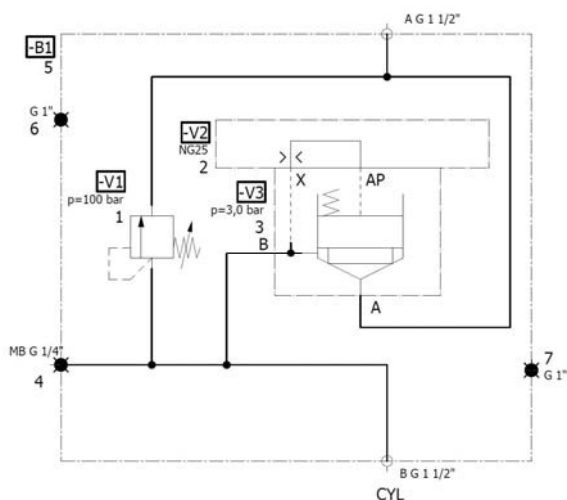 A G 1 1/2"
-B1
5
G 1"
6
-V2
NG25
2
> <
X
AP
-V1
p=100 bar
1
-V3
p=3,0 bar
3
B
A
MB G 1/4"
4
7
G 1"
B G 1 1/2"
CYL